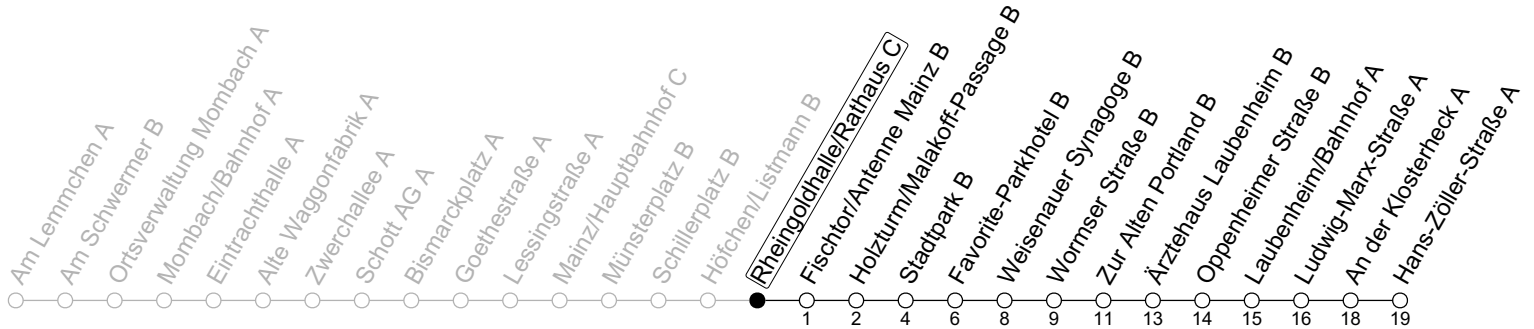 Am Lemmchen A
Am Schwermer B
Ortsverwaltung Mombach A
Mombach/Bahnhof A
Eintrachthalle A
Alte Waggonfabrik A
Zwerchallee A
Schott AG A
Bismarckplatz A
Goethestraße A
Lessingstraße A
Mainz/Hauptbahnhof C
Münsterplatz B
Schillerplatz B
Höfchen/Listmann B
Rheingoldhalle/Rathaus C
Fischtor/Antenne Mainz B
Holzturm/Malakoff-Passage B
Stadtpark B
Favorite-Parkhotel B
Weisenauer Synagoge B
Wormser Straße B
Zur Alten Portland B
Ärztehaus Laubenheim B
Oppenheimer Straße B
Laubenheim/Bahnhof A
Ludwig-Marx-Straße A
An der Klosterheck A
Hans-Zöller-Straße A
1 2 4 6 8 9 11 13 14 15 16 18 19